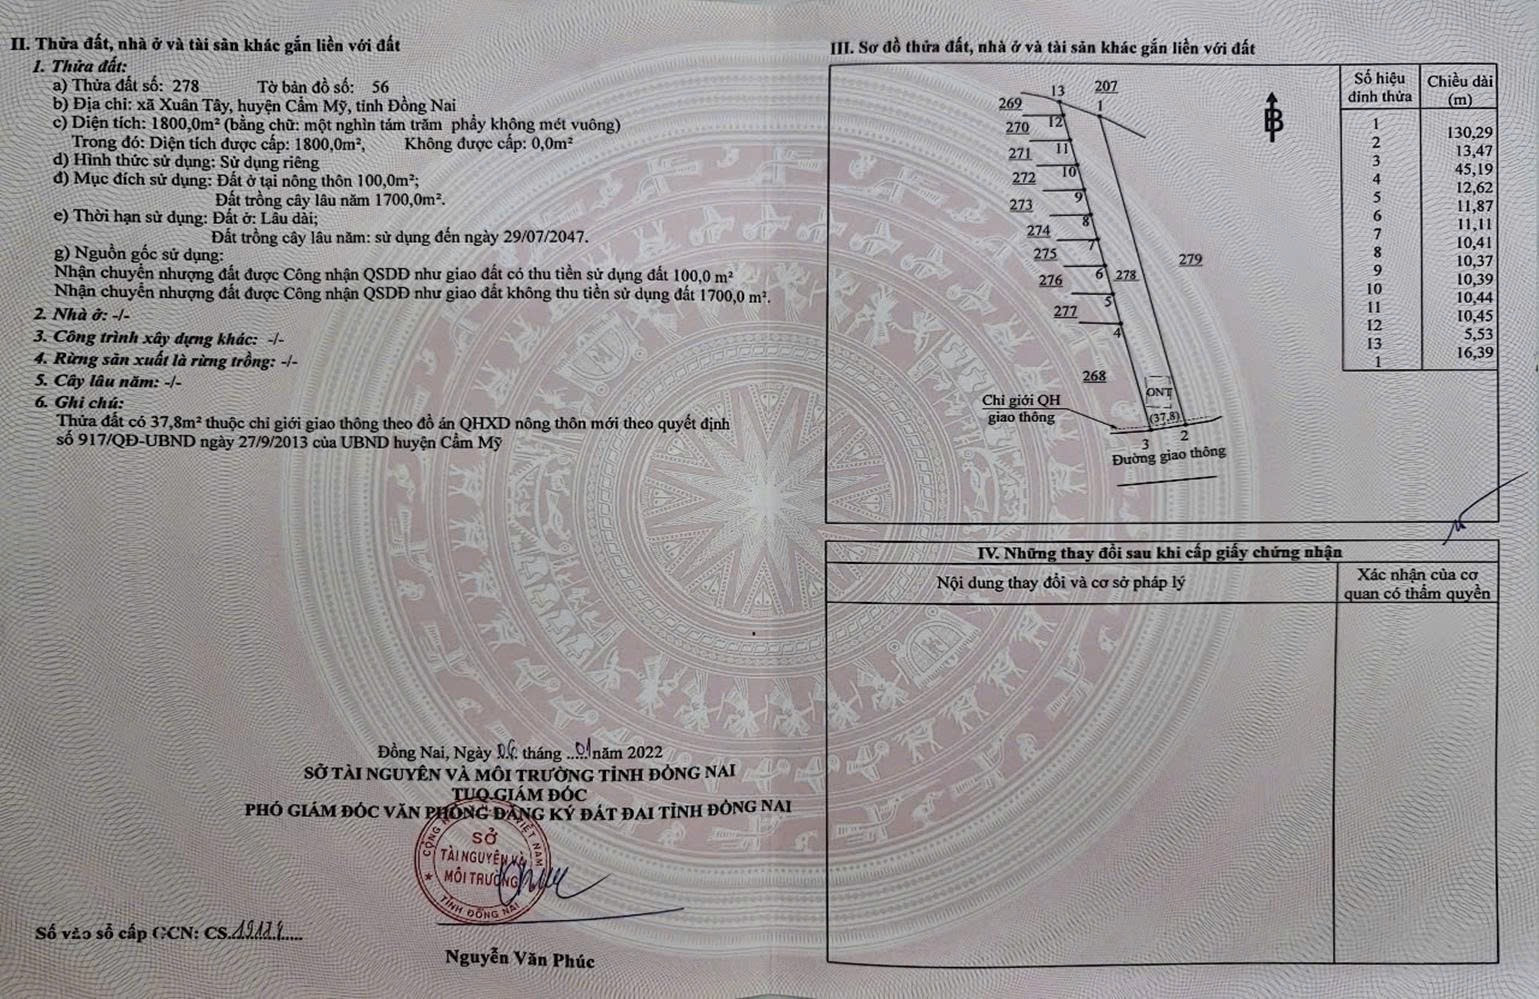 II. Thửa đất, nhà ở và tài sản khác gắn liền với đất
1. Thửa đất:
a) Thửa đất số: 278 Tờ bản đồ số: 56
b) Địa chỉ: xã Xuân Tây, huyện Cẩm Mỹ, tỉnh Đồng Nai
c) Diện tích: 1800,0m² (bằng chữ: một nghìn tám trăm phẩy không mét vuông)
Trong đó: Diện tích được cấp: 1800,0m², Không được cấp: 0,0m²
d) Hình thức sử dụng: Sử dụng riêng
đ) Mục đích sử dụng: Đất ở tại nông thôn 100,0m²;
Đất trồng cây lâu năm 1700,0m².
e) Thời hạn sử dụng: Đất ở: Lâu dài;
Đất trồng cây lâu năm: sử dụng đến ngày 29/07/2047.
g) Nguồn gốc sử dụng:
Nhận chuyển nhượng đất được Công nhận QSDĐ như giao đất có thu tiền sử dụng đất 100,0 m²
Nhận chuyển nhượng đất được Công nhận QSDĐ như giao đất không thu tiền sử dụng đất 1700,0 m².
2. Nhà ở: -/-
3. Công trình xây dựng khác: -/-
4. Rừng sản xuất là rừng trồng: -/-
5. Cây lâu năm: -/-
6. Ghi chú:
Thửa đất có 37,8m² thuộc chỉ giới giao thông theo đồ án QHXD nông thôn mới theo quyết định
số 917/QĐ-UBND ngày 27/9/2013 của UBND huyện Cẩm Mỹ
Đồng Nai, Ngày tháng 01 năm 2022
SỞ TÀI NGUYÊN VÀ MÔI TRƯỜNG TỈNH ĐỒNG NAI
TUQ.GIÁM ĐỐC
PHÓ GIÁM ĐỐC VĂN PHÒNG ĐĂNG KÝ ĐẤT ĐAI TỈNH ĐỒNG NAI
SỞ
TÀI NGUYÊN VÀ
MÔI TRƯỜNG
TỈNH ĐỒNG NAI
Nguyễn Văn Phúc
Số vào sổ cấp GCN: CS
III. Sơ đồ thửa đất, nhà ở và tài sản khác gắn liền với đất
207
13
1
269
12
B
270
11
271
10
272
9
273
8
274
7
275
279
6
278
276
5
277
4
268
ONT
Chỉ giới QH
giao thông
(37,8)
3
2
Đường giao thông
Số hiệu đỉnh thửa Chiều dài (m)
1
130,29
2
13,47
3
45,19
4
12,62
5
11,87
6
11,11
7
10,41
8
10,37
9
10,39
10
10,44
11
10,45
12
5,53
13
16,39
1
IV. Những thay đổi sau khi cấp giấy chứng nhận
Nội dung thay đổi và cơ sở pháp lý
Xác nhận của cơ
quan có thẩm quyền